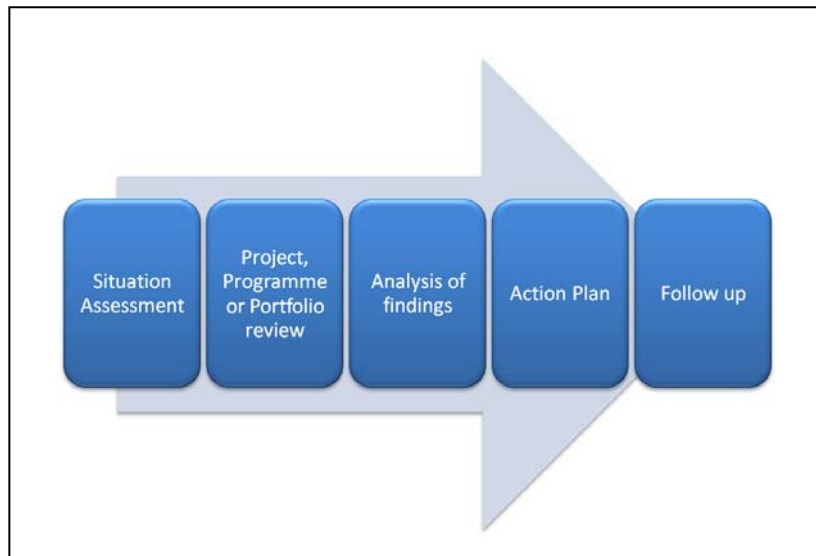 Situation
Assessment
Project,
Programme
or Portfolio
review
Analysis of
findings
Action Plan
Follow up